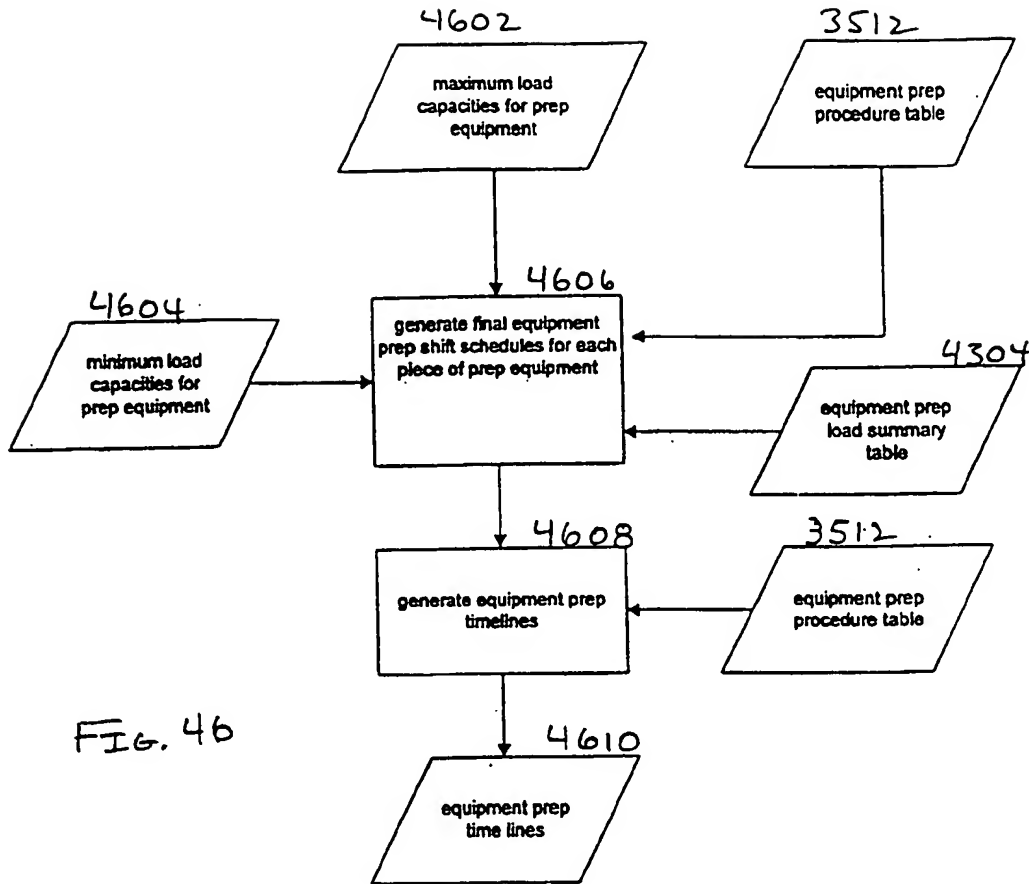 4602
3512
maximum load
capacities for prep
equipment
equipment prep
procedure table
4604
4606
minimum load
capacities for
prep equipment
generate final equipment
prep shift schedules for each
piece of prep equipment
4304
equipment prep
load summary
table
4608
3512
generate equipment prep
timelines
equipment prep
procedure table
FIG. 46
4610
equipment prep
time lines